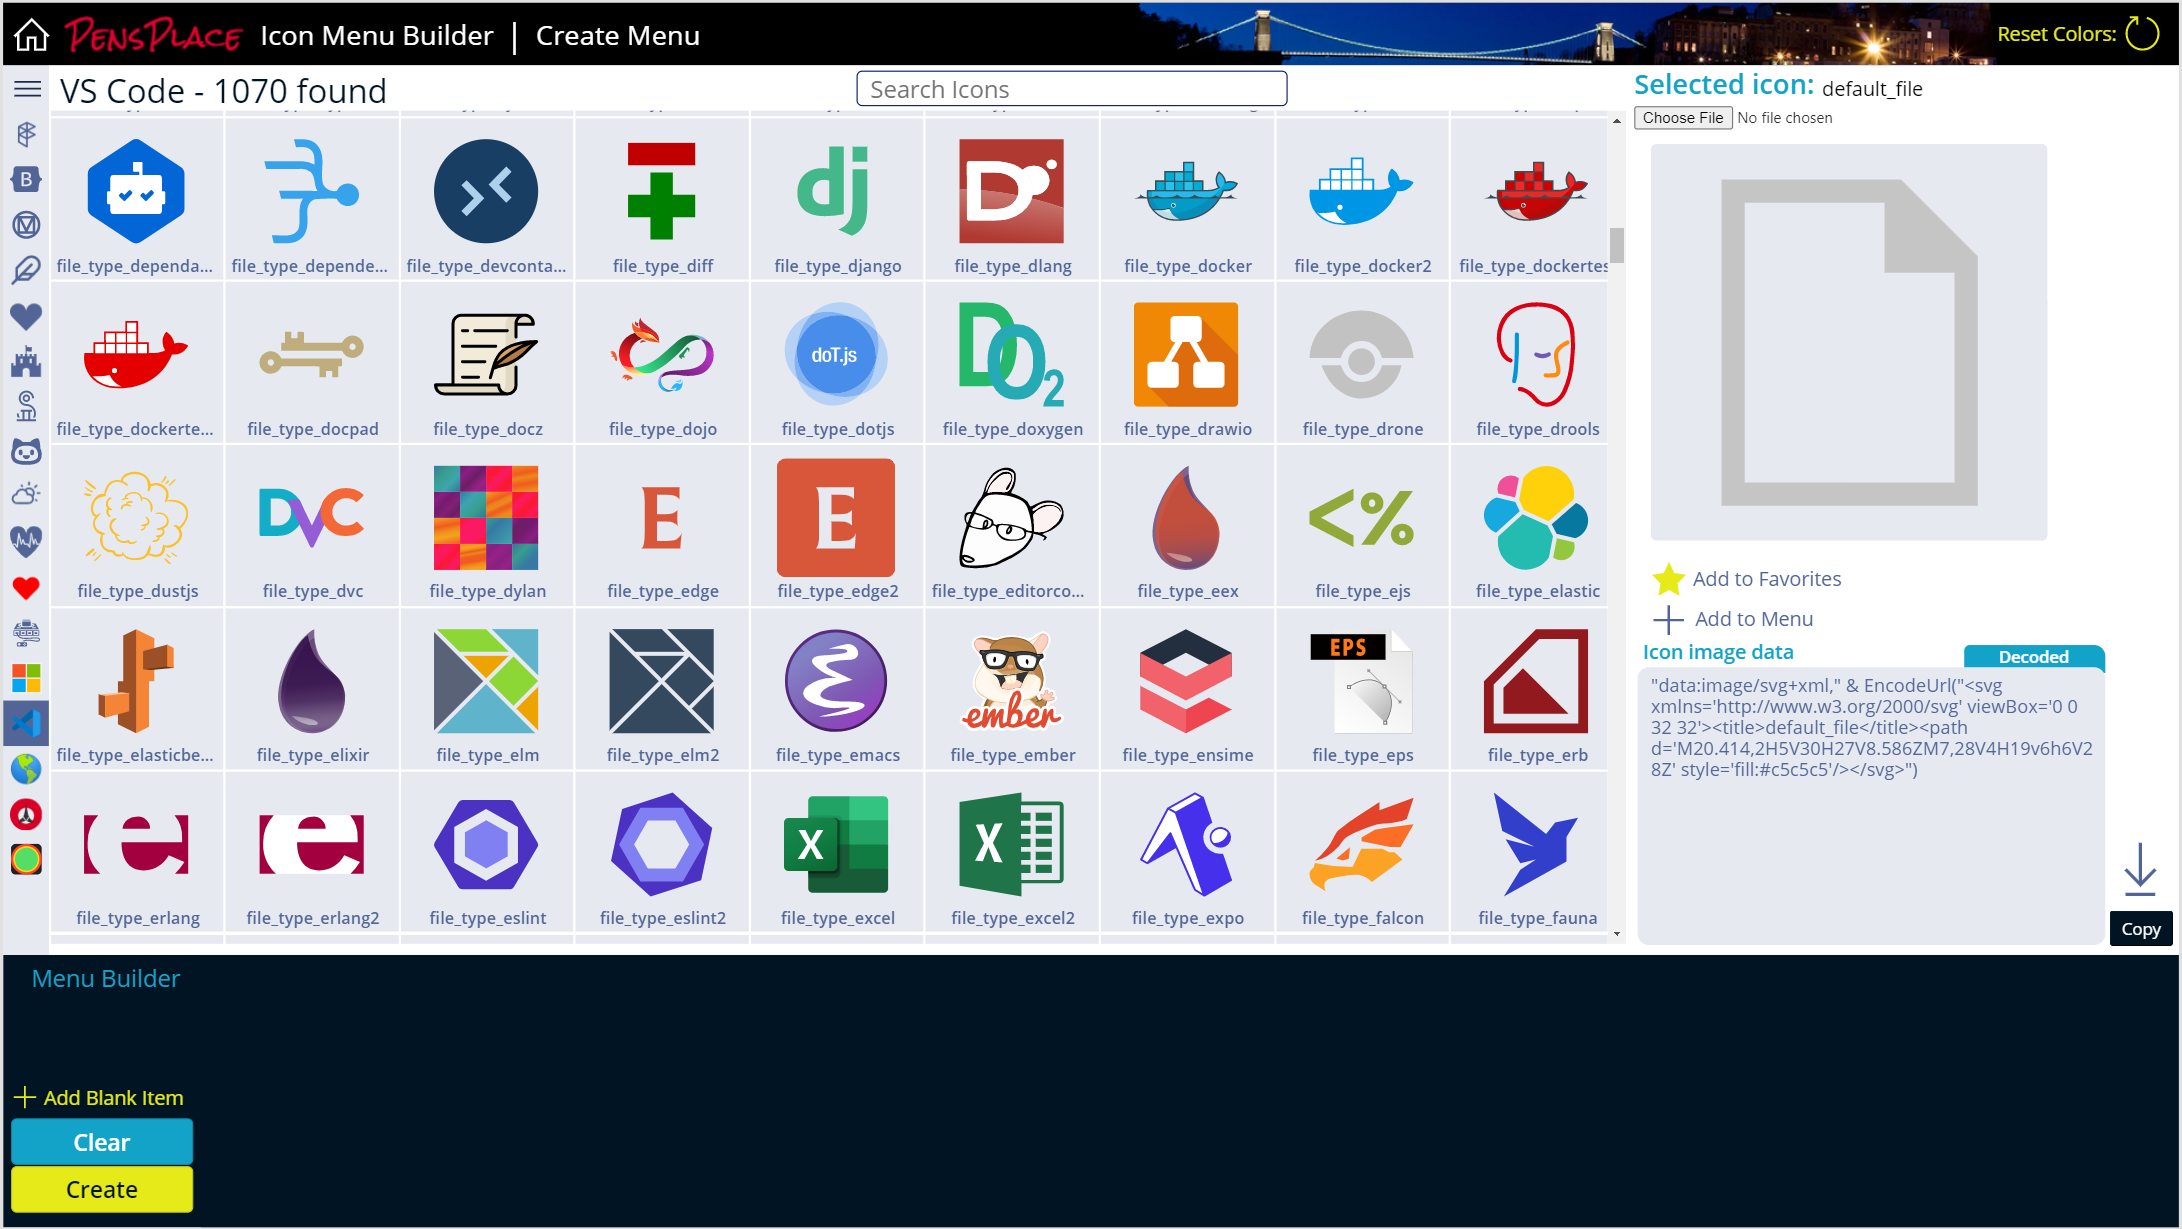 PensPlace Icon Menu Builder | Create Menu
Reset Colors:
VS Code - 1070 found
Search Icons
Selected icon: default_file
Choose File No file chosen
file_type_dependa... file_type_depende... file_type_devconta... file_type_diff file_type_django file_type_dlang file_type_docker file_type_docker2 file_type_dockertes
dj
D
B
doT.js
DO2
file_type_dockerte... file_type_docpad file_type_docz file_type_dojo file_type_dotjs file_type_doxygen file_type_drawio file_type_drone file_type_drools
DVC
E
E
<%
file_type_dustjs file_type_dvc file_type_dylan file_type_edge file_type_edge2 file_type_editorco... file_type_eex file_type_ejs file_type_elastic
ember
EPS
file_type_elasticbe... file_type_elixir file_type_elm file_type_elm2 file_type_emacs file_type_ember file_type_ensime file_type_eps file_type_erb
e
e
X
X
file_type_erlang file_type_erlang2 file_type_eslint file_type_eslint2 file_type_excel file_type_excel2 file_type_expo file_type_falcon file_type_fauna
Add to Favorites
Add to Menu
Icon image data
Decoded
"data:image/svg+xml," & EncodeUrl("<svg
xmlns='http://www.w3.org/2000/svg' viewBox='0 0
32 32'><title>default_file</title><path
d='M20.414,2H5V30H27V8.586ZM7,28V4H19v6h6V2
8Z' style='fill:#c5c5c5'/></svg>")
Copy
Menu Builder
Add Blank Item
Clear
Create